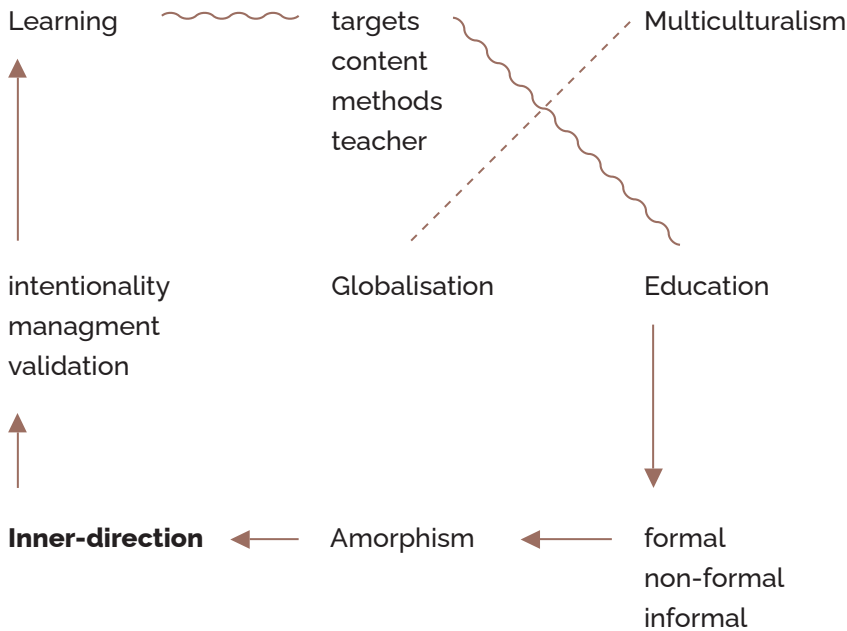 Learning
targets
content
methods
teacher
Multiculturalism
intentionality
managment
validation
Globalisation
Education
Inner-direction
Amorphism
formal
non-formal
informal